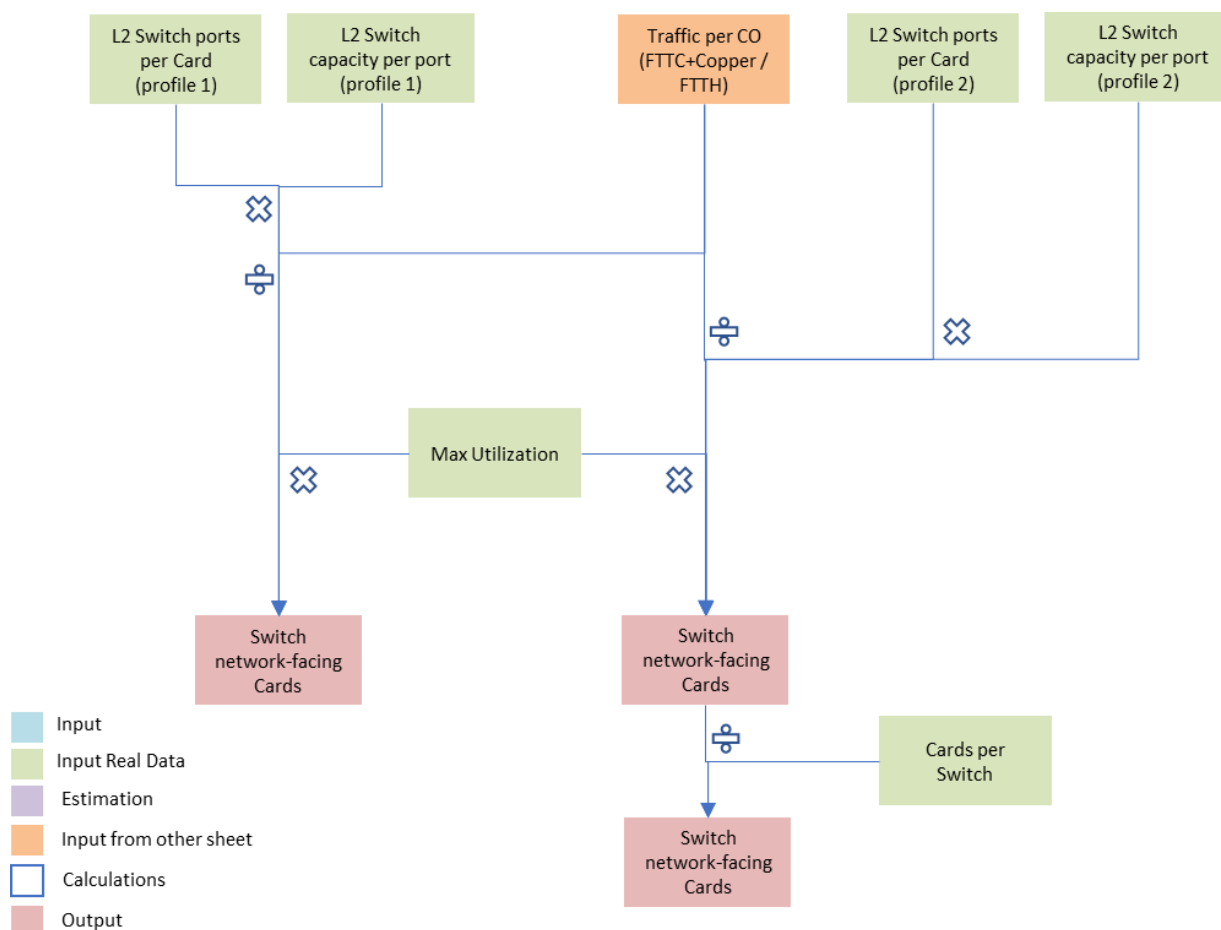 L2 Switch ports
per Card
(profile 1)
L2 Switch
capacity per port
(profile 1)
Traffic per CO
(FTTC+Copper /
FTTH)
L2 Switch ports
per Card
(profile 2)
L2 Switch
capacity per port
(profile 2)
Max Utilization
Switch
network-facing
Cards
Switch
network-facing
Cards
Cards per
Switch
Switch
network-facing
Cards
Input
Input Real Data
Estimation
Input from other sheet
Calculations
Output